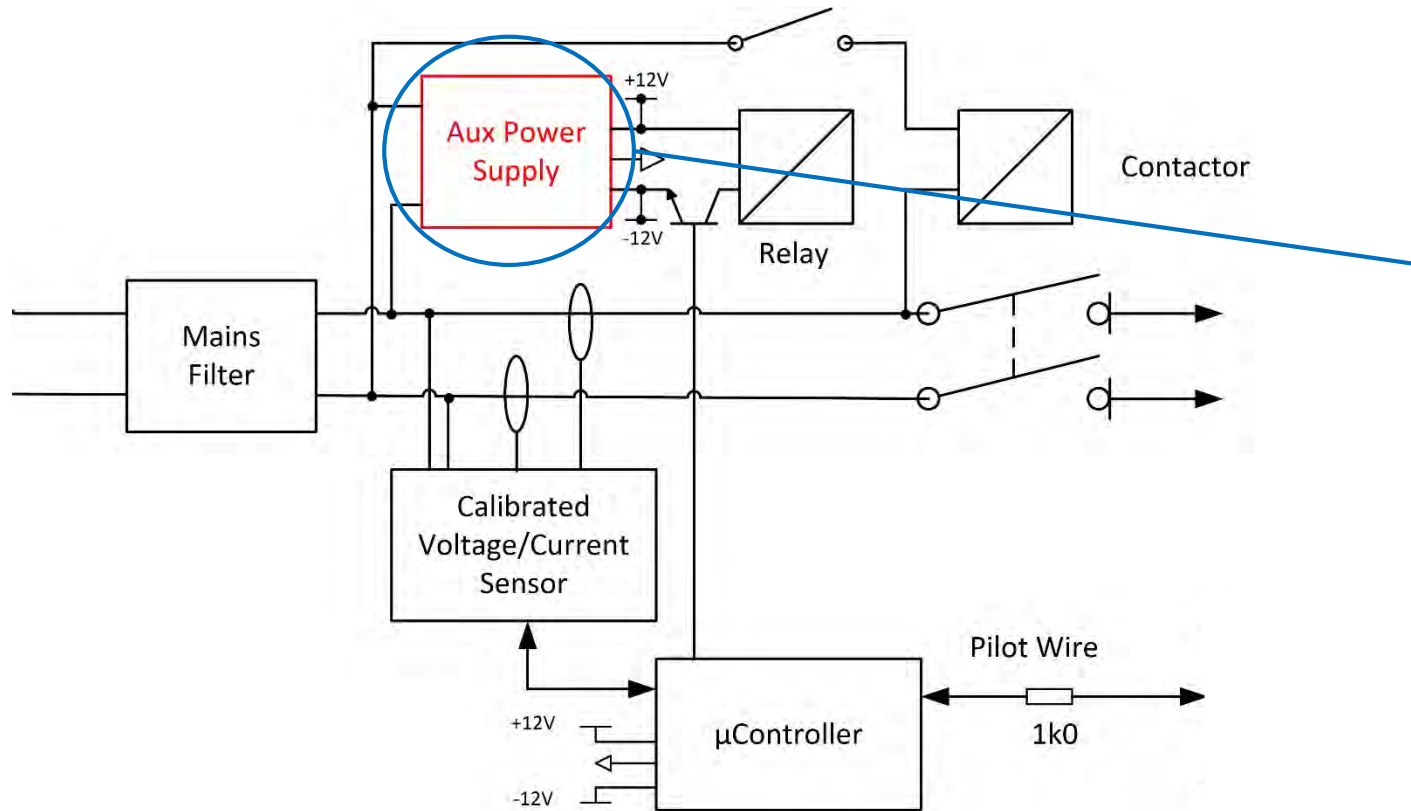 +12V
Aux Power
Supply
-12V
Relay
Contactor
Mains
Filter
Calibrated
Voltage/Current
Sensor
Pilot Wire
1k0
+12V
µController
-12V